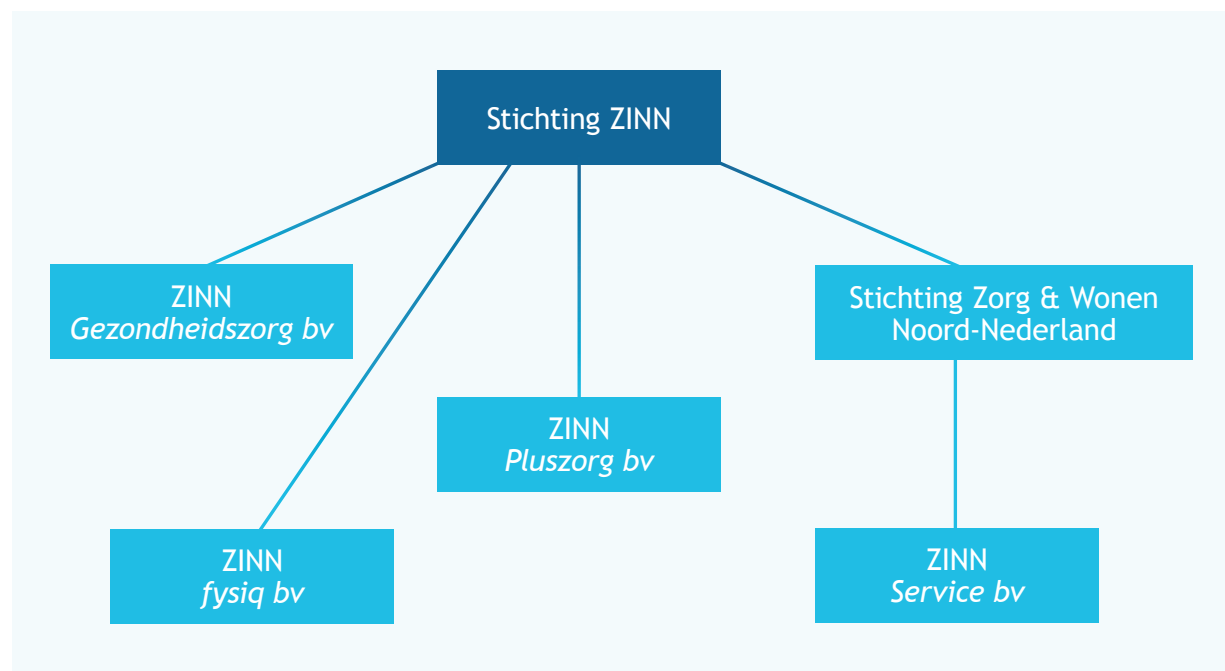 Stichting ZINN
ZINN
Gezondheidszorg bv
Stichting Zorg & Wonen
Noord-Nederland
ZINN
Pluszorg bv
ZINN
fysiq bv
ZINN
Service bv